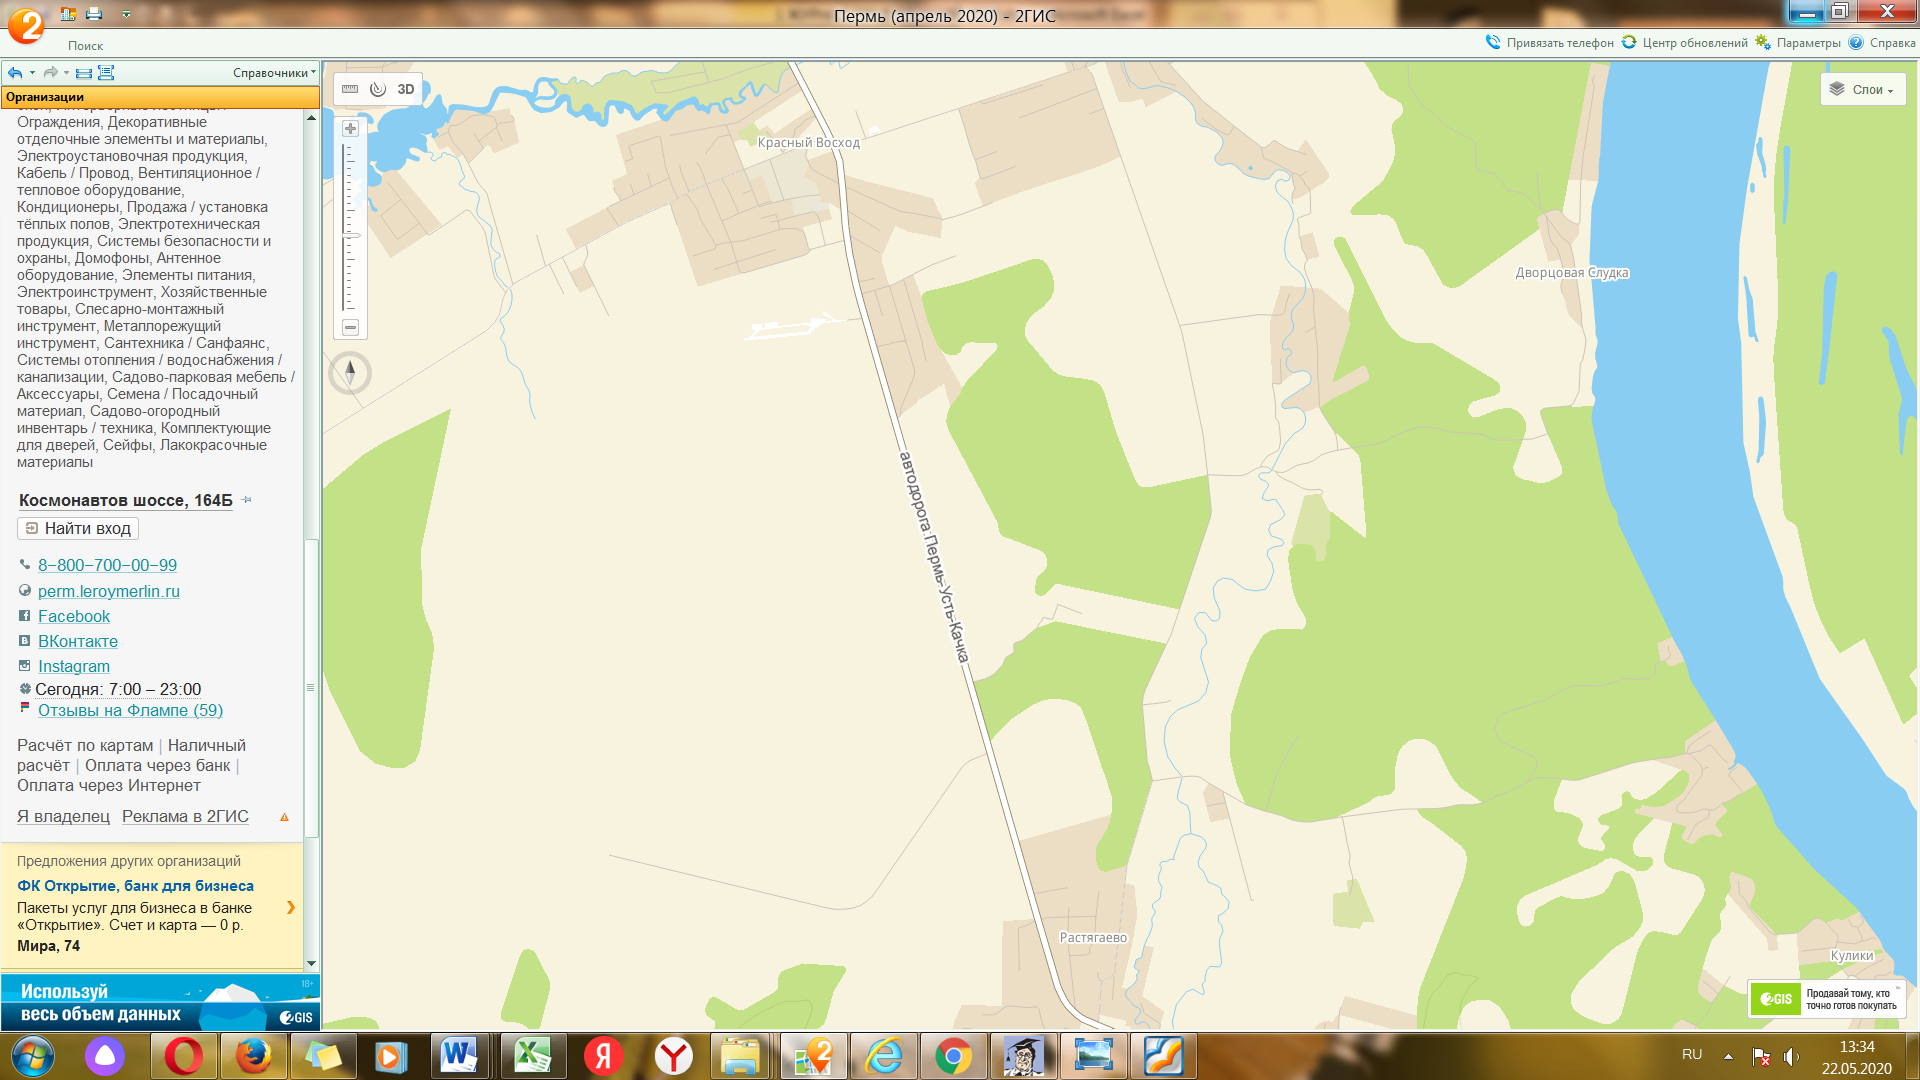 Пермь (апрель 2020) - 2ГИС
Поиск
Привязать телефон
Центр обновлений
Параметры
Справка
Справочники
Организации
Ограждения, Декоративные
отделочные элементы и материалы,
Электроустановочная продукция,
Кабель / Провод, Вентиляционное /
тепловое оборудование,
Кондиционеры, Продажа / установка
тёплых полов, Электротехническая
продукция, Системы безопасности и
охраны, Домофоны, Антенное
оборудование, Элементы питания,
Электроинструмент, Хозяйственные
товары, Слесарно-монтажный
инструмент, Металлорежущий
инструмент, Сантехника / Санфаянс,
Системы отопления / водоснабжения /
канализации, Садово-парковая мебель /
Аксессуары, Семена / Посадочный
материал, Садово-огородный
инвентарь / техника, Комплектующие
для дверей, Сейфы, Лакокрасочные
материалы
Космонавтов шоссе, 164Б
Найти вход
8−800−700−00−99
perm.leroymerlin.ru
Facebook
ВКонтакте
Instagram
Сегодня: 7:00 – 23:00
Отзывы на Флампе (59)
Расчёт по картам | Наличный
расчёт | Оплата через банк |
Оплата через Интернет
Я владелец Реклама в 2ГИС
Предложения других организаций
ФК Открытие, банк для бизнеса
Пакеты услуг для бизнеса в банке
«Открытие». Счет и карта — 0 р.
Мира, 74
18+
Используй
весь объем данных
2GIS
3D
Слои
Красный Восход
Дворцовая Слудка
автодорога Пермь-Усть-Качка
Растягаево
Кулики
2GIS
Продавай тому, кто
точно готов покупать
RU
13:34
22.05.2020